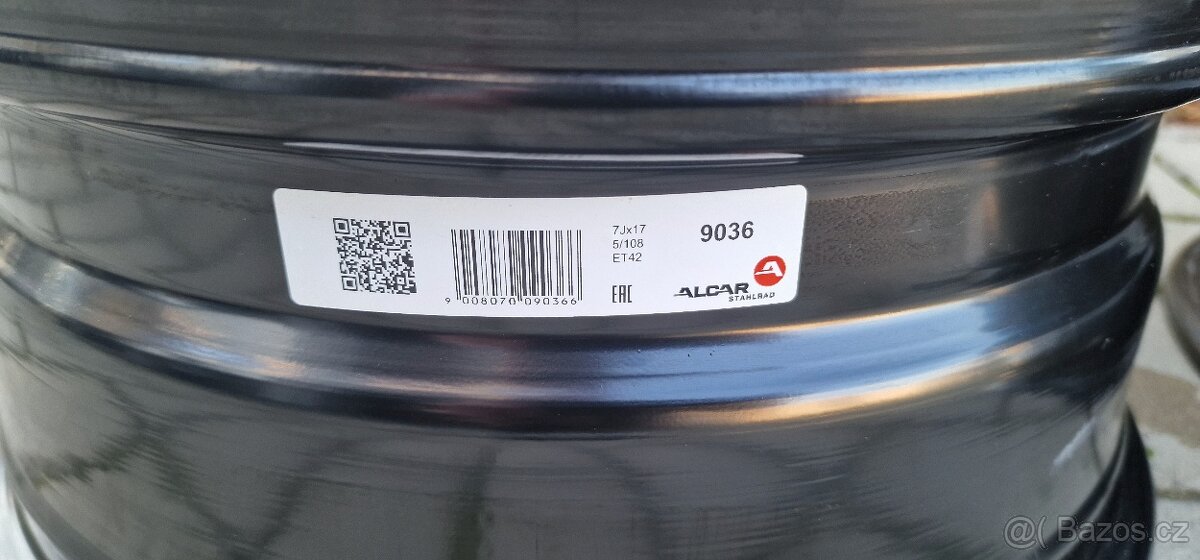 7Jx17
5/108
ET42
9036
EAC
ALCAR
STAHLRAD
9 008070 090366
@( Bazos.cz